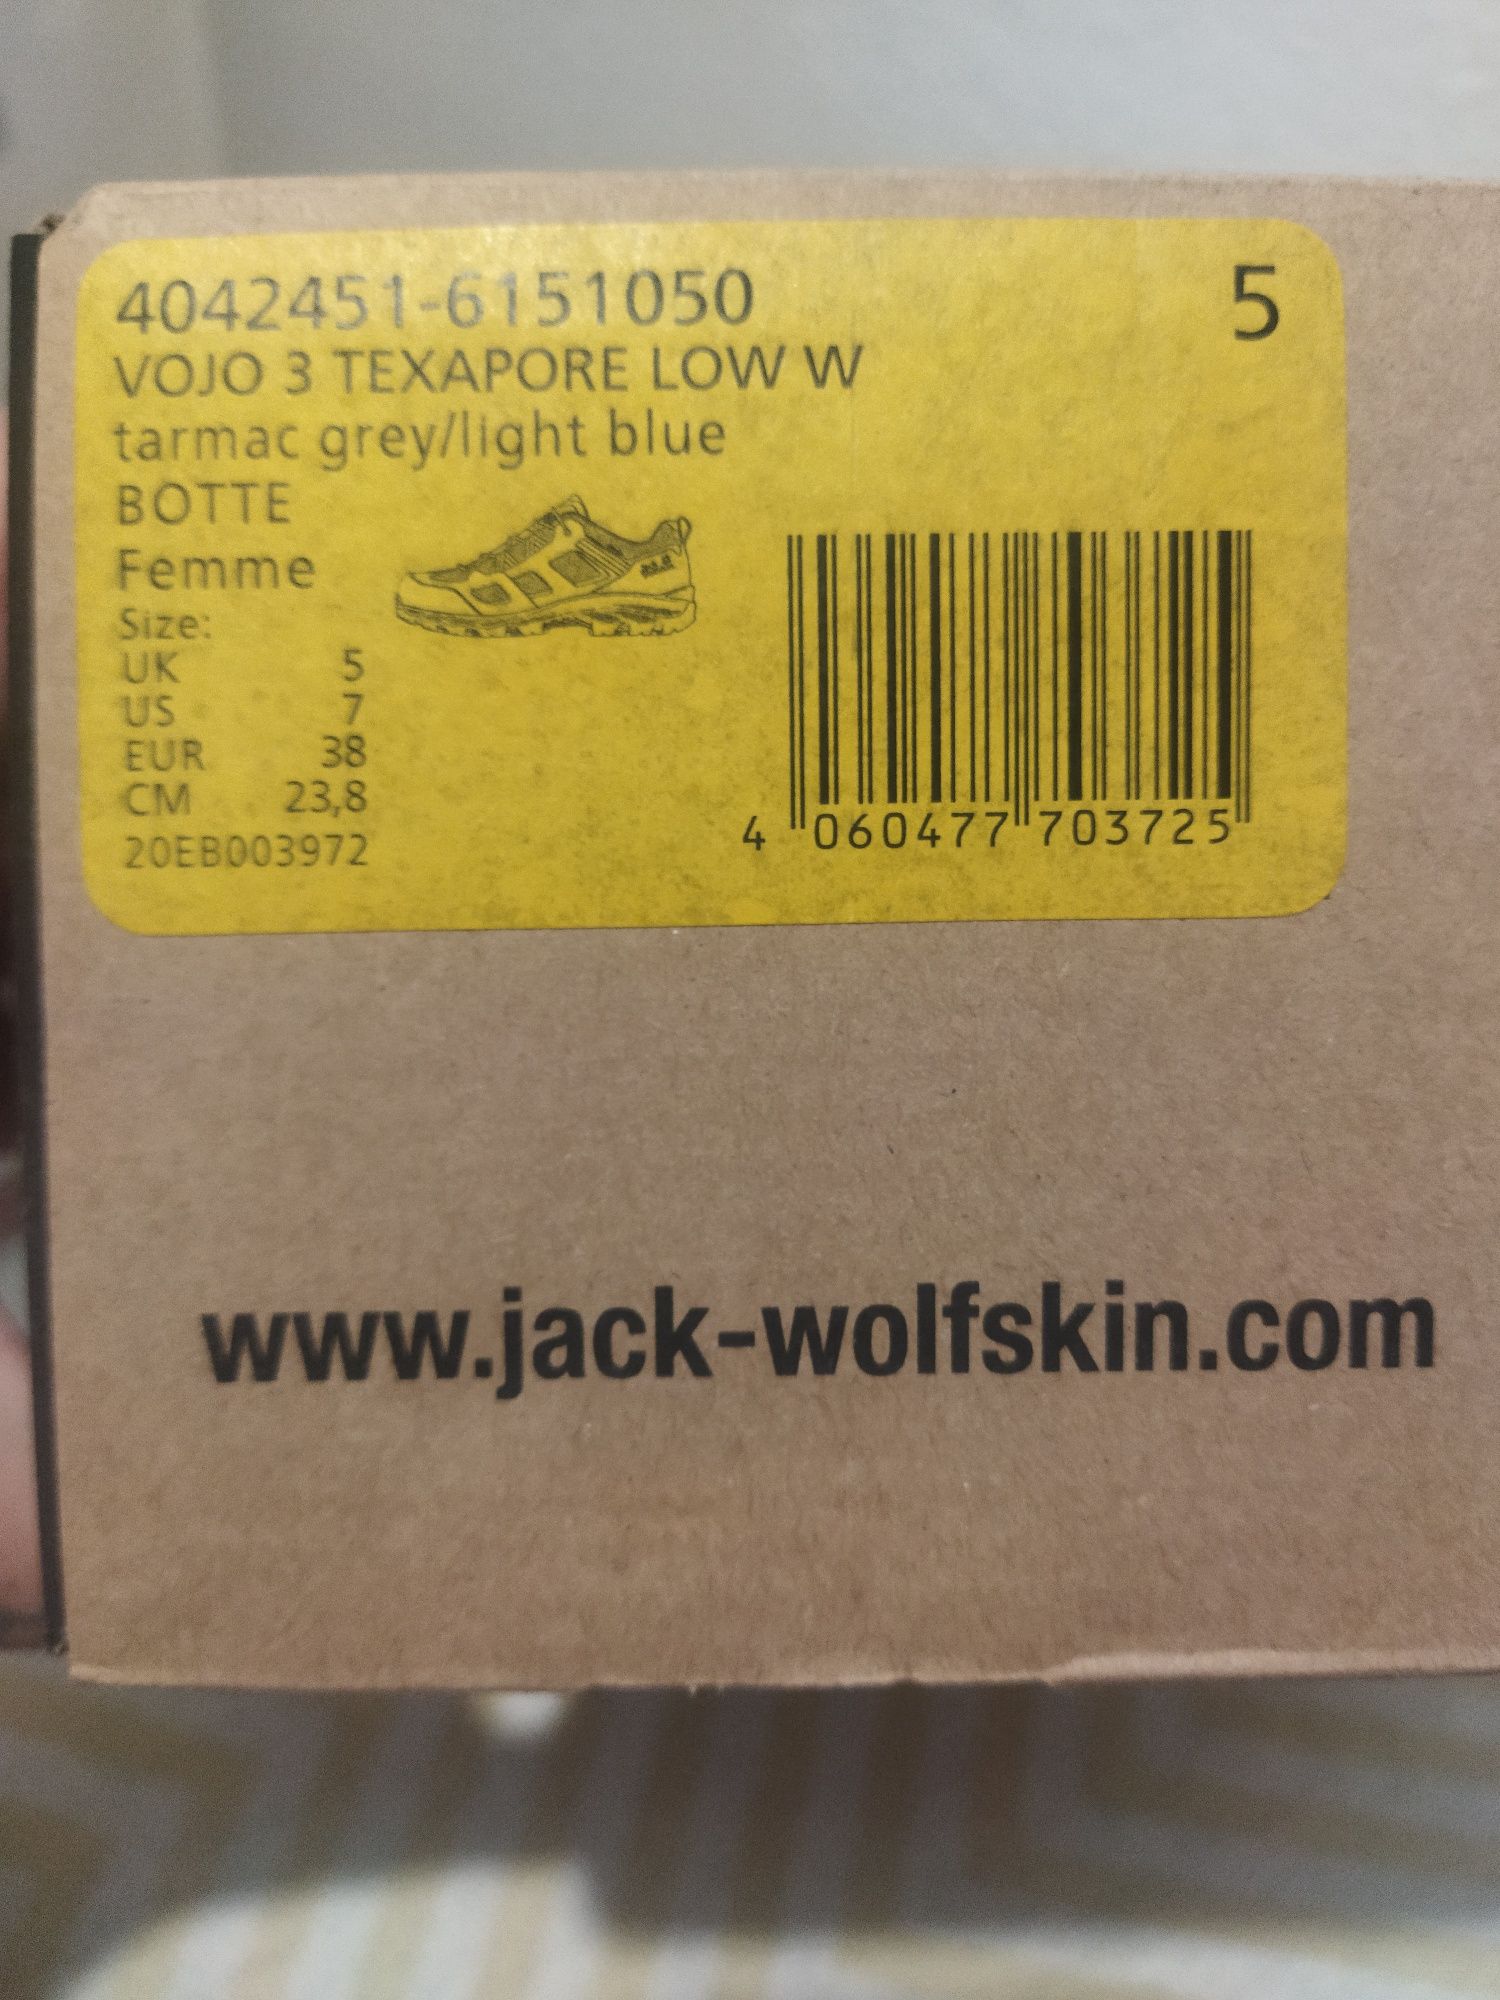 4042451-6151050 5
VOJO 3 TEXAPORE LOW W
tarmac grey/light blue
BOTTE
Femme
Size:
UK 5
US 7
EUR 38
CM 23,8
20EB003972
4 060477 703725
www.jack-wolfskin.com